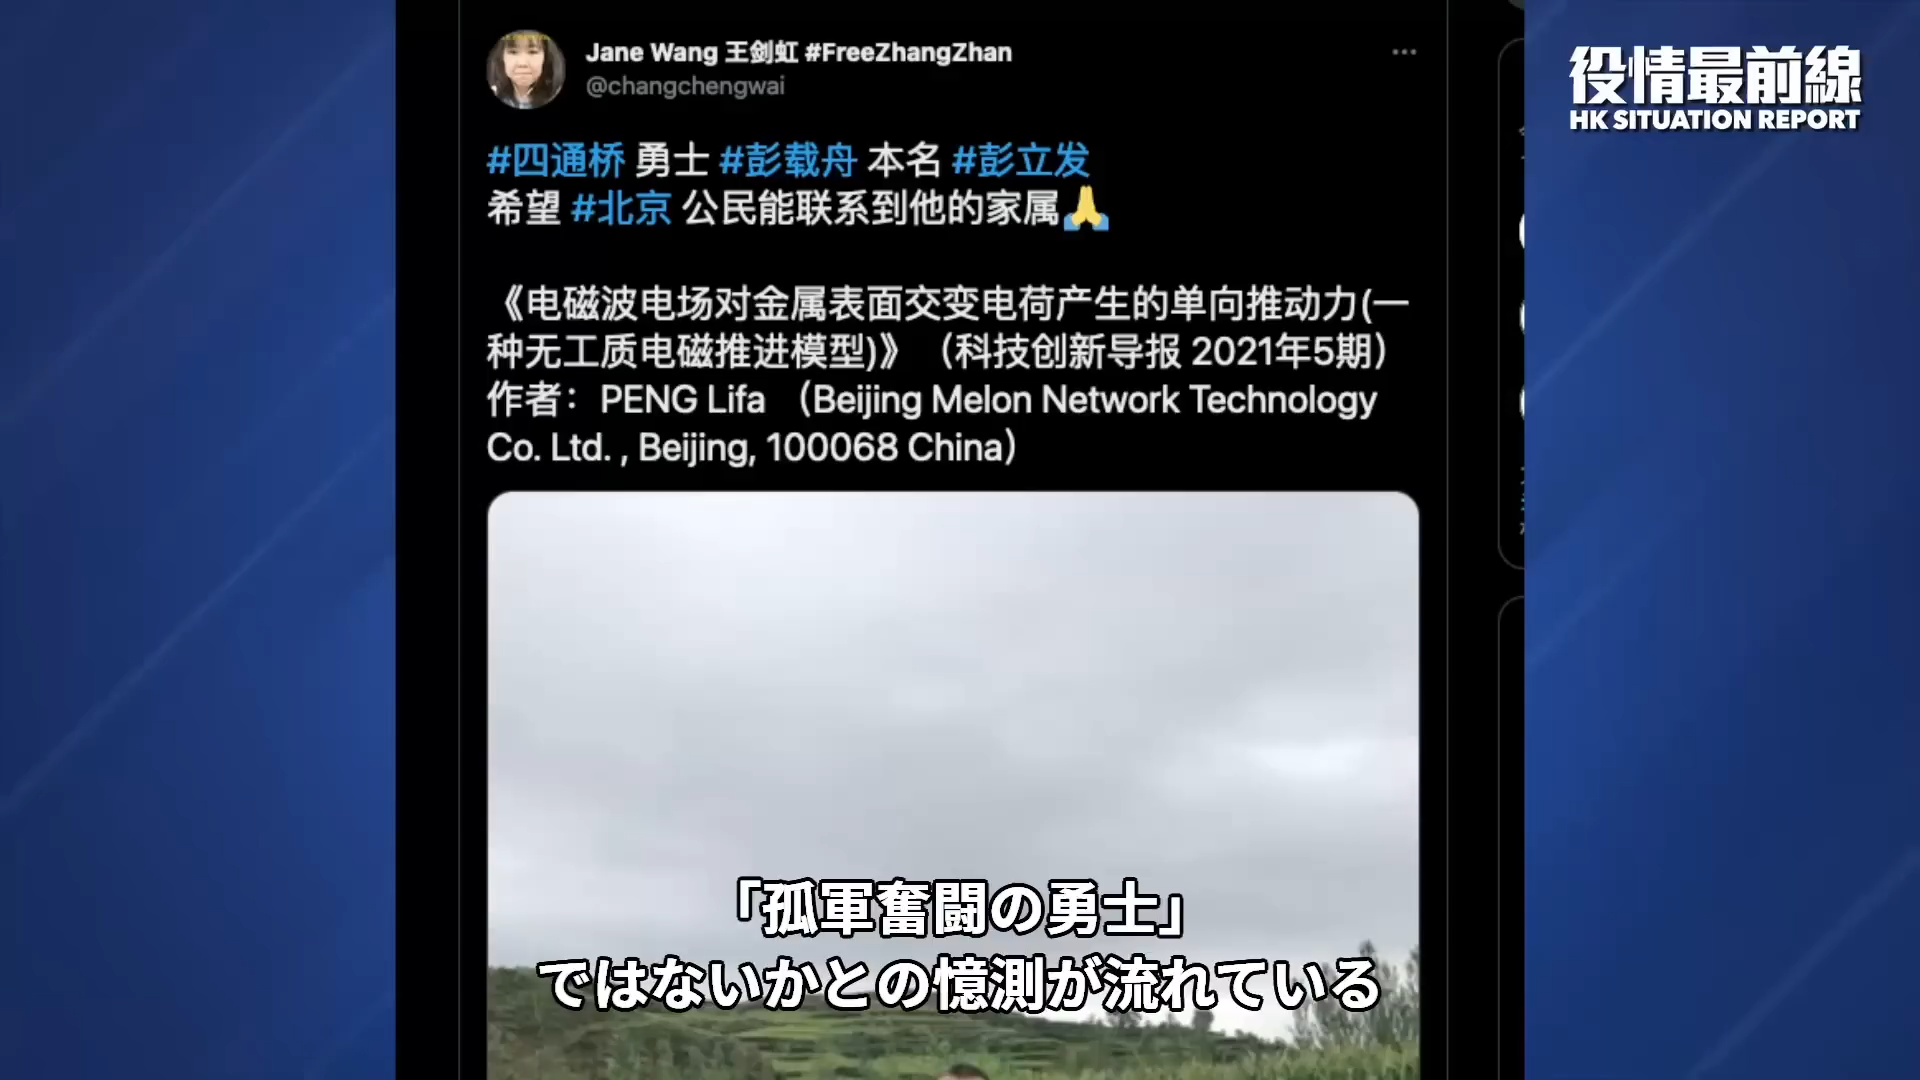 Jane Wang 王剑虹 #FreeZhangZhan
@changchengwai
役情最前線
HK SITUATION REPORT
#四通桥 勇士 #彭载舟 本名 #彭立发
希望 #北京 公民能联系到他的家属🙏
《电磁波电场对金属表面交变电荷产生的单向推动力(一
种无工质电磁推进模型)》（科技创新导报 2021年5期）
作者： PENG Lifa （Beijing Melon Network Technology
Co. Ltd. , Beijing, 100068 China）
「孤軍奮闘の勇士」
ではないかとの憶測が流れている